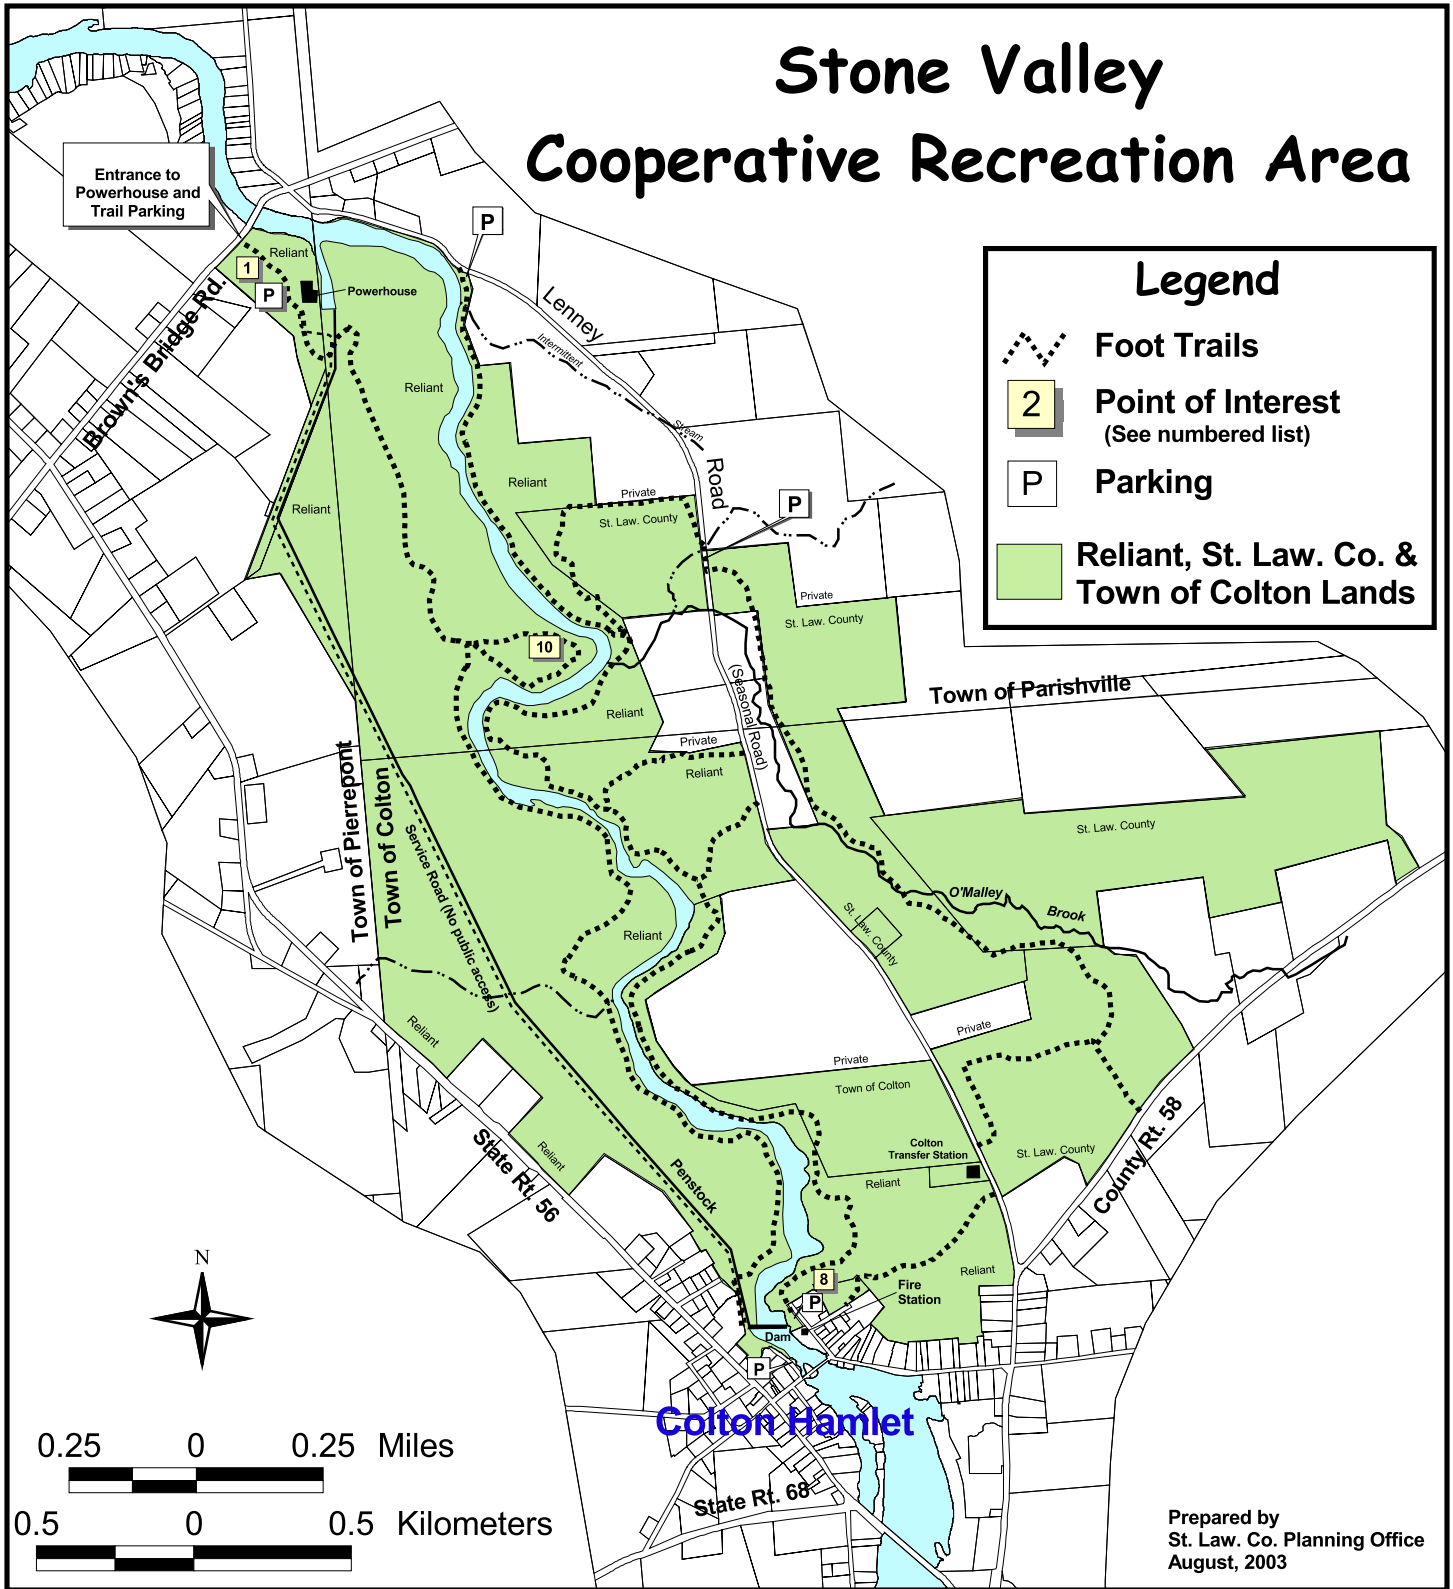 Stone Valley
Cooperative Recreation Area
Entrance to
Powerhouse and
Trail Parking
P
Reliant
1
P
Powerhouse
Brown's Bridge Rd.
Lenney
Road
(Seasonal Road)
Intermittent
Stream
Legend
Foot Trails
2
Point of Interest
(See numbered list)
P
Parking
Reliant, St. Law. Co. &
Town of Colton Lands
Reliant
Reliant
Reliant
Private
St. Law. County
P
Private
St. Law. County
10
Town of Parishville
Reliant
Private
Reliant
Town of Pierrepont
Town of Colton
Service Road (No public access)
St. Law. County
O'Malley
Brook
St. Law. County
Reliant
Reliant
Private
Private
Town of Colton
State Rt. 56
Reliant
Penstock
Colton
Transfer Station
St. Law. County
County Rt. 58
Reliant
Reliant
8
P
Fire
Station
Dam
P
Colton Hamlet
State Rt. 68
N
0.25 0 0.25 Miles
0.5 0 0.5 Kilometers
Prepared by
St. Law. Co. Planning Office
August, 2003